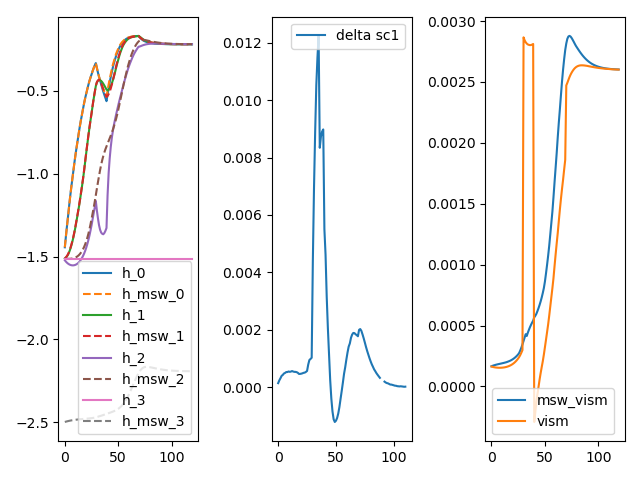 −0.5
−1.0
−1.5
−2.0
−2.5
0
50
100
h_0
h_msw_0
h_1
h_msw_1
h_2
h_msw_2
h_3
h_msw_3
0.012
0.010
0.008
0.006
0.004
0.002
0.000
0
50
100
delta sc1
0.0030
0.0025
0.0020
0.0015
0.0010
0.0005
0.0000
0
50
100
msw_vism
vism